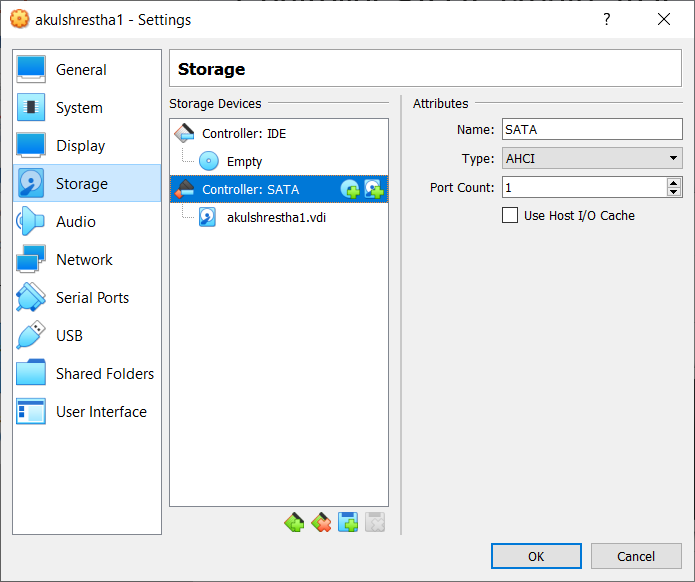 akulshrestha1 - Settings
?
General
System
Display
Storage
Audio
Network
Serial Ports
USB
Shared Folders
User Interface
Storage
Storage Devices
Controller: IDE
Empty
Controller: SATA
akulshrestha1.vdi
Attributes
Name: SATA
Type: AHCI
Port Count: 1
Use Host I/O Cache
OK
Cancel